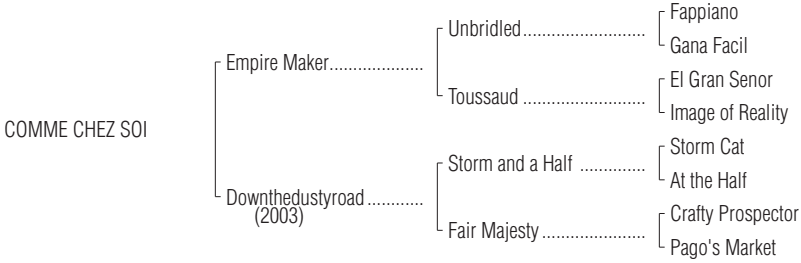 Fappiano
Unbridled
Gana Facil
Empire Maker
El Gran Senor
Toussaud
Image of Reality
COMME CHEZ SOI
Storm Cat
Storm and a Half
At the Half
Downthedustyroad
(2003)
Crafty Prospector
Fair Majesty
Pago's Market